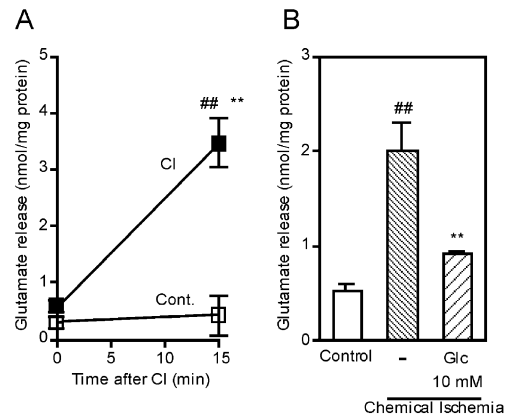 A
Glutamate release (nmol/mg protein)
5
4
3
2
1
0
## **
CI
Cont.
0 5 10 15
Time after CI (min)
B
Glutamate release (nmol/mg protein)
3
2
1
0
##
**
Control - Glc
10 mM
Chemical Ischemia